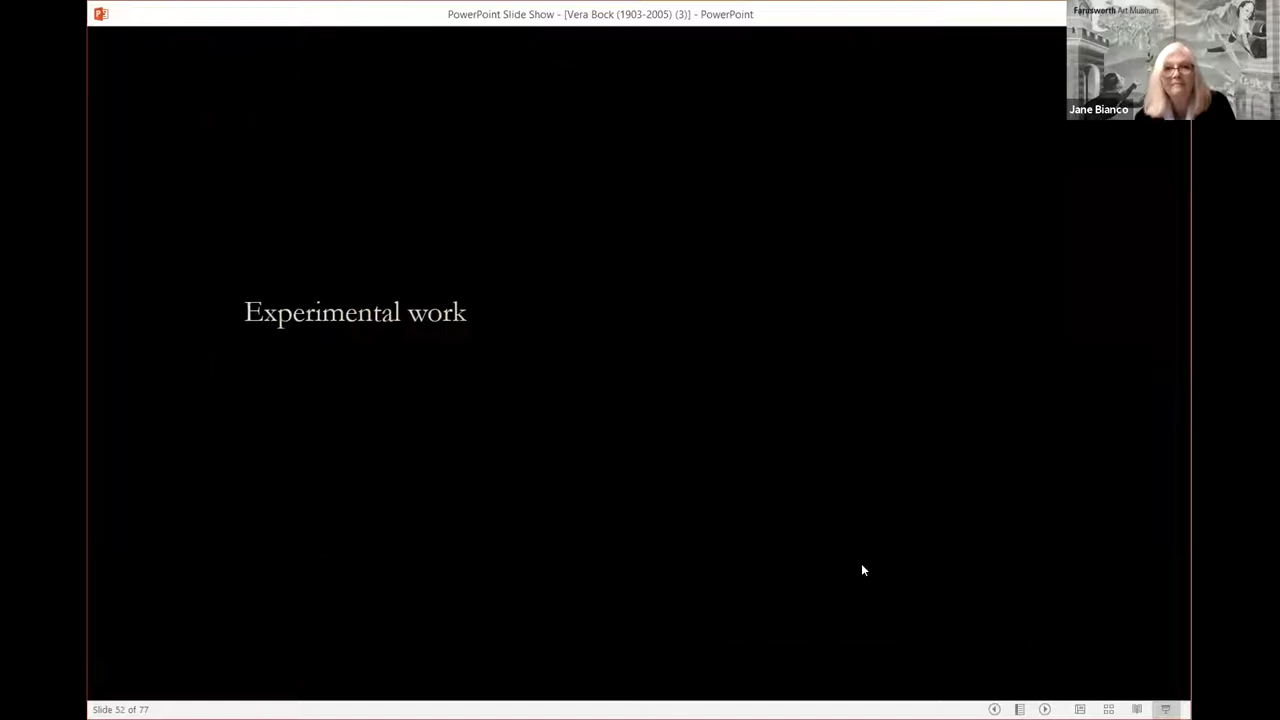 PowerPoint Slide Show - [Vera Bock (1903-2005) (3)] - PowerPoint
Farnsworth Art Museum
Jane Bianco
Experimental work
Slide 52 of 77